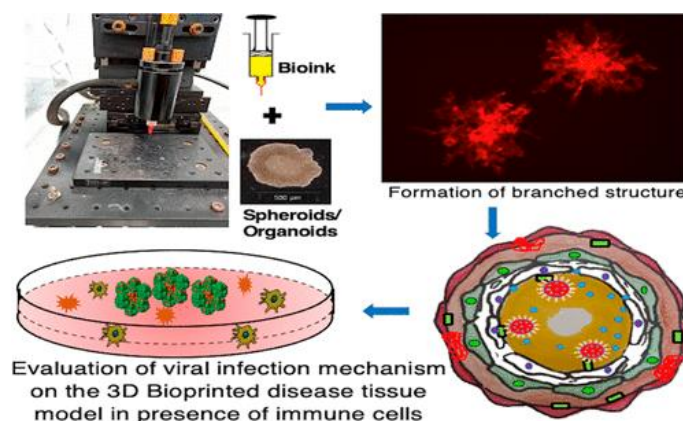 Bioink
+
500 µm
Spheroids/
Organoids
Formation of branched structure
Evaluation of viral infection mechanism
on the 3D Bioprinted disease tissue
model in presence of immune cells